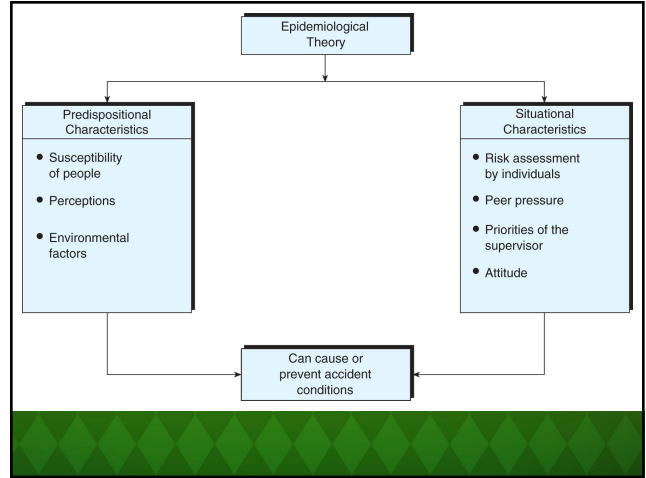 Epidemiological
Theory
Predispositional
Characteristics
● Susceptibility
of people
● Perceptions
● Environmental
factors
Situational
Characteristics
● Risk assessment
by individuals
● Peer pressure
● Priorities of the
supervisor
● Attitude
Can cause or
prevent accident
conditions